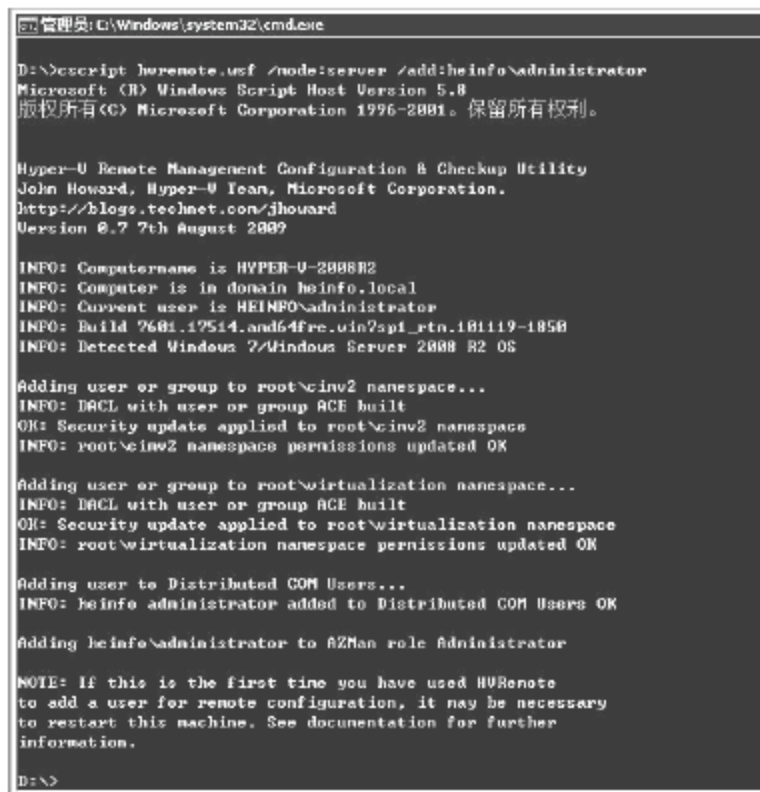 管理员: C:\Windows\system32\cmd.exe
D:\>cscript hvremote.wsf /mode:server /add:heinfo\administrator
Microsoft (R) Windows Script Host Version 5.8
版权所有(C) Microsoft Corporation 1996-2001。保留所有权利。
Hyper-V Remote Management Configuration & Checkup Utility
John Howard, Hyper-V Team, Microsoft Corporation.
http://blogs.technet.com/jhoward
Version 0.7 7th August 2009
INFO: Computername is HYPER-V-2008R2
INFO: Computer is in domain heinfo.local
INFO: Current user is HEINFO\administrator
INFO: Build 7601.17514.amd64fre.win7sp1_rtm.101119-1850
INFO: Detected Windows 7/Windows Server 2008 R2 OS
Adding user or group to root\cimv2 namespace...
INFO: DACL with user or group ACE built
OK: Security update applied to root\cimv2 namespace
INFO: root\cimv2 namespace permissions updated OK
Adding user or group to root\virtualization namespace...
INFO: DACL with user or group ACE built
OK: Security update applied to root\virtualization namespace
INFO: root\virtualization namespace permissions updated OK
Adding user to Distributed COM Users...
INFO: heinfo administrator added to Distributed COM Users OK
Adding heinfo\administrator to AZMan role Administrator
NOTE: If this is the first time you have used HVRemote
to add a user for remote configuration, it may be necessary
to restart this machine. See documentation for further
information.
D:\>